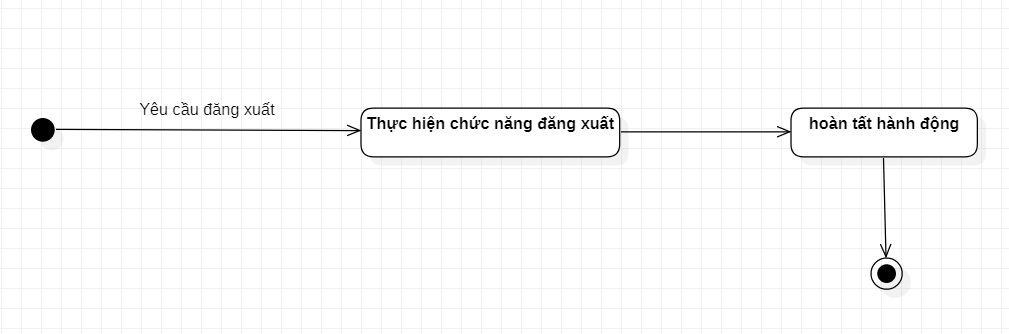 Yêu cầu đăng xuất
Thực hiện chức năng đăng xuất
hoàn tất hành động